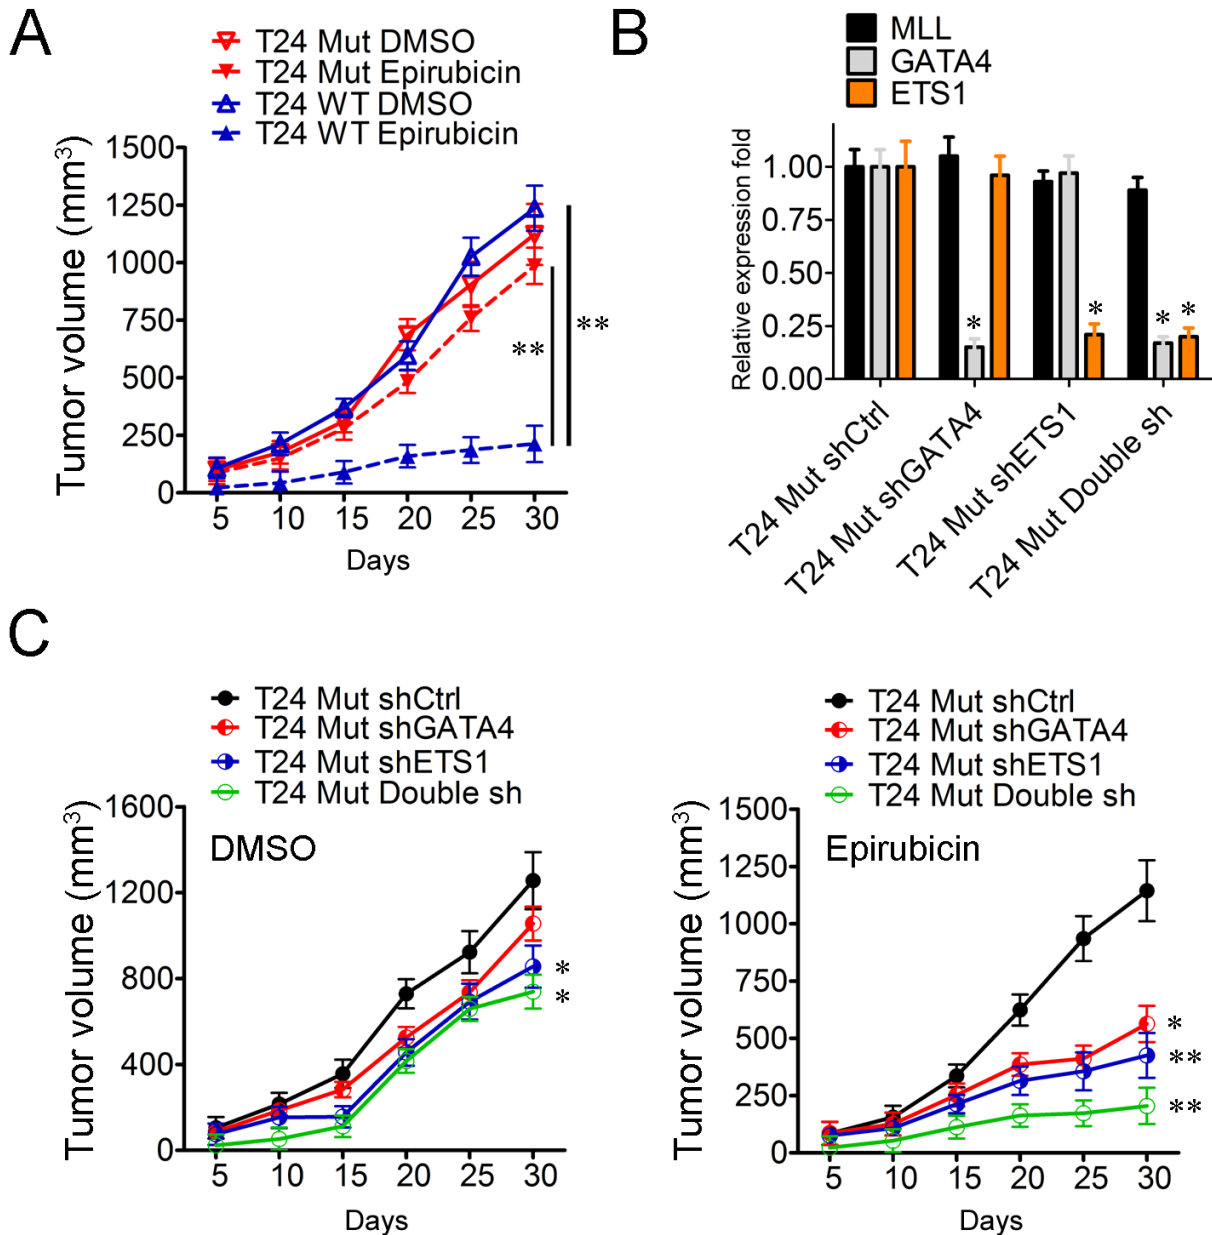 A
T24 Mut DMSO
T24 Mut Epirubicin
T24 WT DMSO
T24 WT Epirubicin
Tumor volume (mm³)
1500
1250
1000
750
500
250
0
**
**
5 10 15 20 25 30
Days
B
MLL
GATA4
ETS1
Relative expression fold
1.00
0.75
0.50
0.25
0.00
* * * *
T24 Mut shCtrl
T24 Mut shGATA4
T24 Mut shETS1
T24 Mut Double sh
C
T24 Mut shCtrl
T24 Mut shGATA4
T24 Mut shETS1
T24 Mut Double sh
DMSO
Tumor volume (mm³)
1600
1200
800
400
0
*
*
5 10 15 20 25 30
Days
T24 Mut shCtrl
T24 Mut shGATA4
T24 Mut shETS1
T24 Mut Double sh
Epirubicin
Tumor volume (mm³)
1500
1250
1000
750
500
250
0
*
**
**
5 10 15 20 25 30
Days